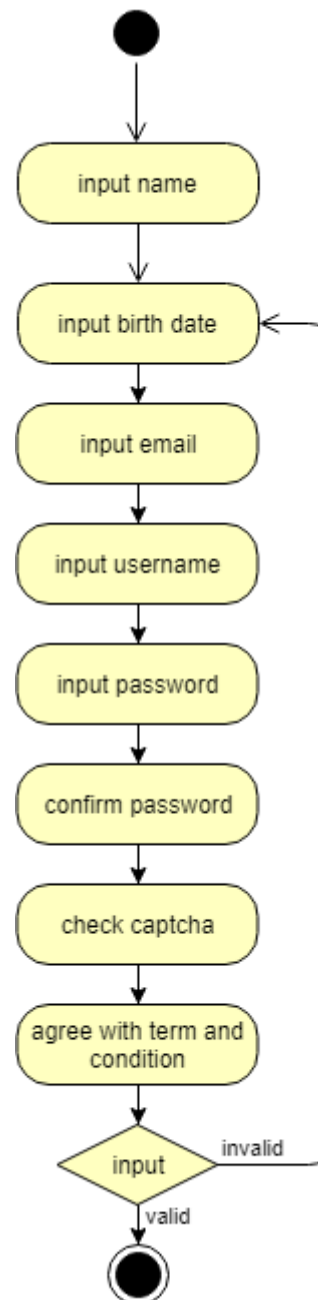 input name
input birth date
input email
input username
input password
confirm password
check captcha
agree with term and
condition
input
invalid
valid